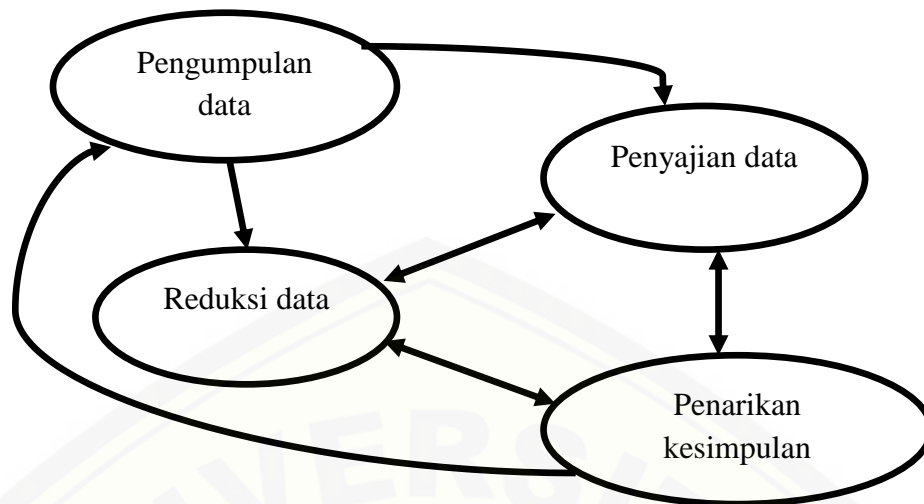 Pengumpulan
data
Penyajian data
Reduksi data
Penarikan
kesimpulan